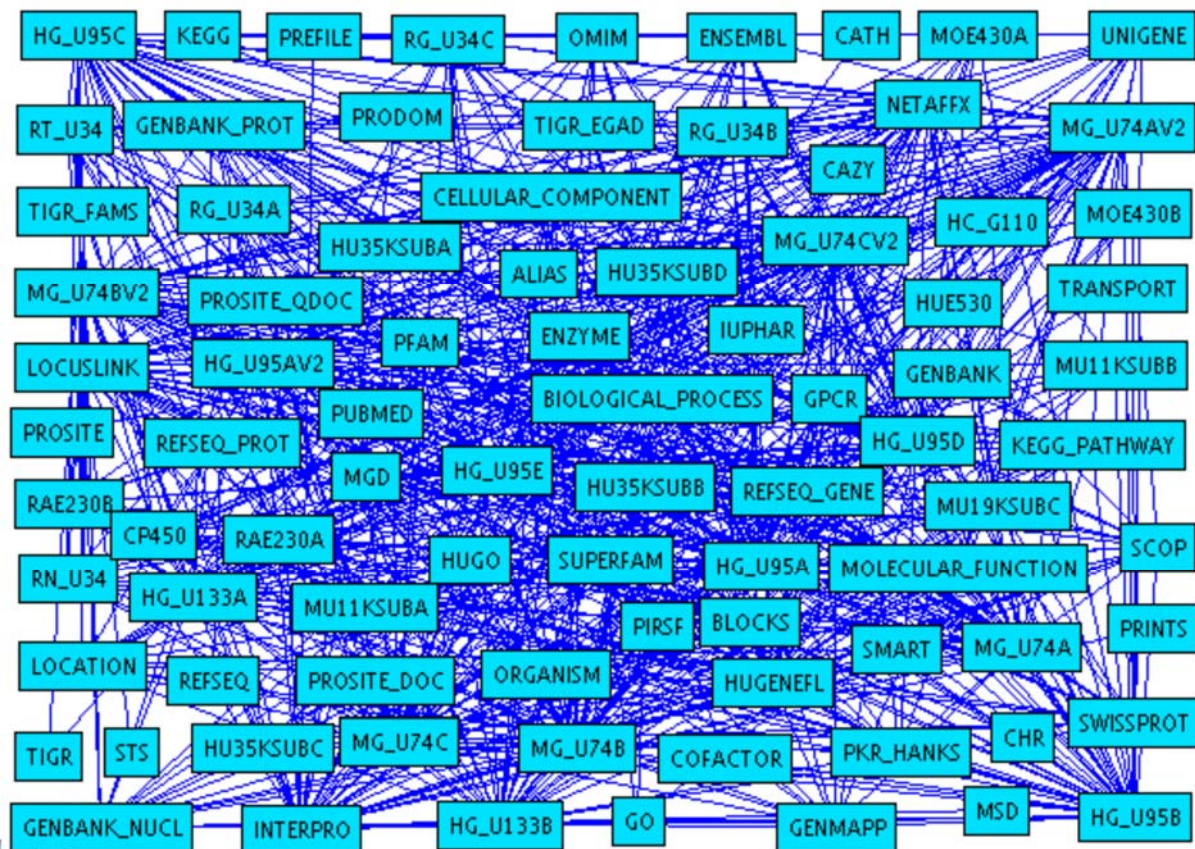 HG_U95C KEGG PREFILE RG_U34C OMIM ENSEMBL CATH MOE430A UNIGENE
RT_U34 GENBANK_PROT PRODOM TIGR_EGAD RG_U34B NETAFFX MG_U74AV2
CAZY
TIGR_FAMS RG_U34A CELLULAR_COMPONENT HC_G110 MOE430B
HU35KSUBA MG_U74CV2
MG_U74BV2 PROSITE_QDOC ALIAS HU35KSUBD HUE530 TRANSPORT
PFAM ENZYME IUPHAR
LOCUSLINK HG_U95AV2 GENBANK MU11KSUBB
PROSITE PUBMED BIOLOGICAL_PROCESS GPCR
REFSEQ_PROT HG_U95D KEGG_PATHWAY
MGD HG_U95E HU35KSUBB REFSEQ_GENE
RAE230B MU19KSUBC
CP450 RAE230A SCOP
RN_U34 HUGO SUPERFAM HG_U95A MOLECULAR_FUNCTION
HG_U133A MU11KSUBA
PIRSF BLOCKS PRINTS
LOCATION REFSEQ PROSITE_DOC ORGANISM HUGENEFL SMART MG_U74A
SWISSPROT
TIGR STS HU35KSUBC MG_U74C MG_U74B COFACTOR PKR_HANKS CHR
GENBANK_NUCL INTERPRO HG_U133B GO GENMAPP MSD HG_U95B